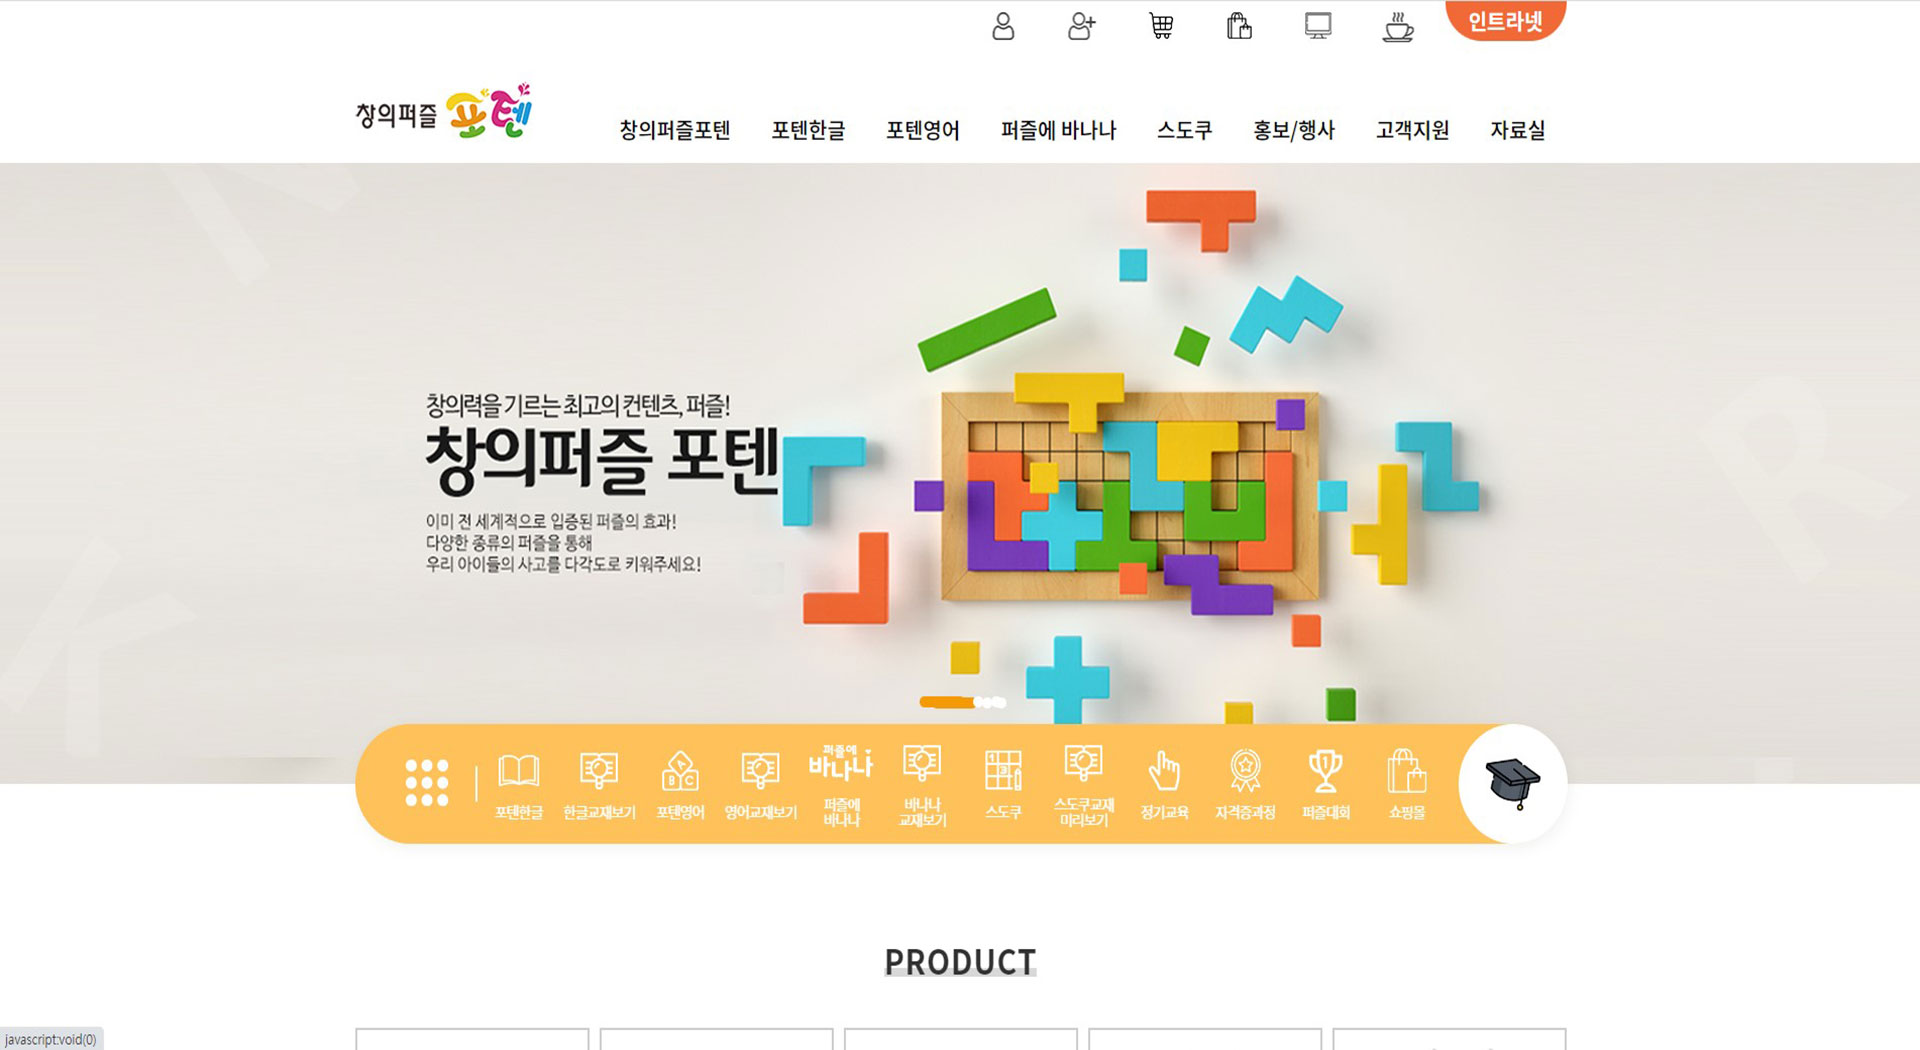 인트라넷
창의퍼즐 포텐
창의퍼즐포텐 포텐한글 포텐영어 퍼즐에 바나나 스도쿠 홍보/행사 고객지원 자료실
창의력을 기르는 최고의 컨텐츠, 퍼즐!
창의퍼즐 포텐
이미 전 세계적으로 입증된 퍼즐의 효과!
다양한 종류의 퍼즐을 통해
우리 아이들의 사고를 다각도로 키워주세요!
포텐한글
한글교재보기
A
B C
포텐영어
영어교재보기
퍼즐에
바나나
퍼즐에
바나나
바나나
교재보기
1
3
스도쿠
스도쿠교재
미리보기
정기교육
자격증과정
1
퍼즐대회
쇼핑몰
PRODUCT
javascript:void(0)